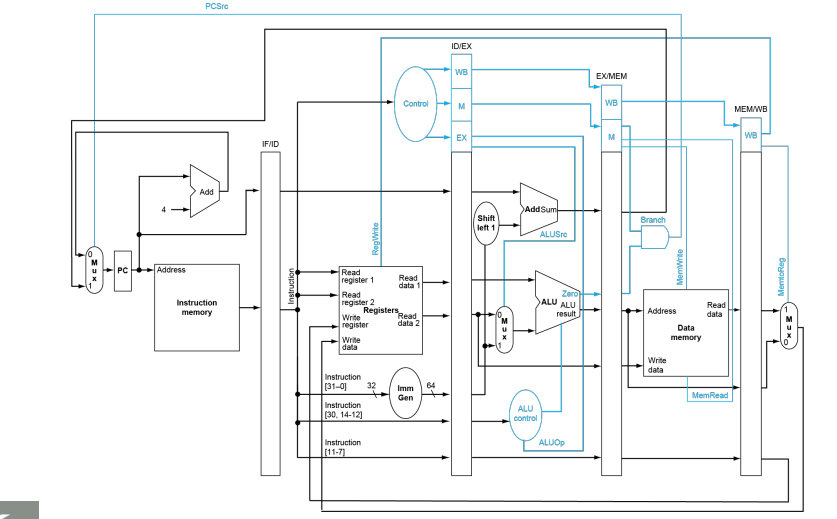 PCSrc
ID/EX
WB
EX/MEM
Control
M
WB
MEM/WB
EX
M
WB
IF/ID
Add
4
Shift
left 1
Add Sum
Branch
ALUSrc
RegWrite
MemWrite
MemtoReg
0
M
u
x
1
PC
Address
Instruction
memory
Instruction
Read
register 1
Read
data 1
Read
register 2
Registers
Write
register
Read
data 2
Write
data
0
M
u
x
1
Zero
ALU
ALU
result
Address
Read
data
Data
memory
Write
data
1
M
u
x
0
Instruction
[31–0]
32
Imm
Gen
64
MemRead
Instruction
[30, 14-12]
ALU
control
ALUOp
Instruction
[11-7]